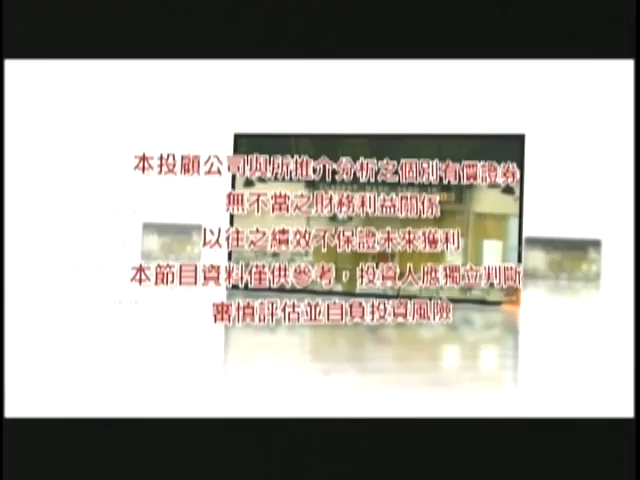 本投顧公司與所推介分析之個別有價證券
無不當之財務利益關係
以往之績效不保證未來獲利
本節目資料僅供參考，投資人應獨立判斷
審慎評估並自負投資風險